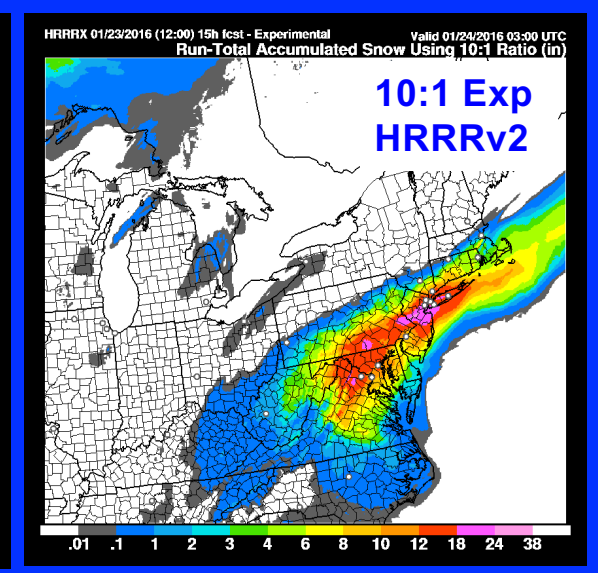 HRRRX 01/23/2016 (12:00) 15h fcst - Experimental Valid 01/24/2016 03:00 UTC
Run-Total Accumulated Snow Using 10:1 Ratio (in)
10:1 Exp
HRRRv2
.01 .1 1 2 3 4 6 8 10 12 18 24 38